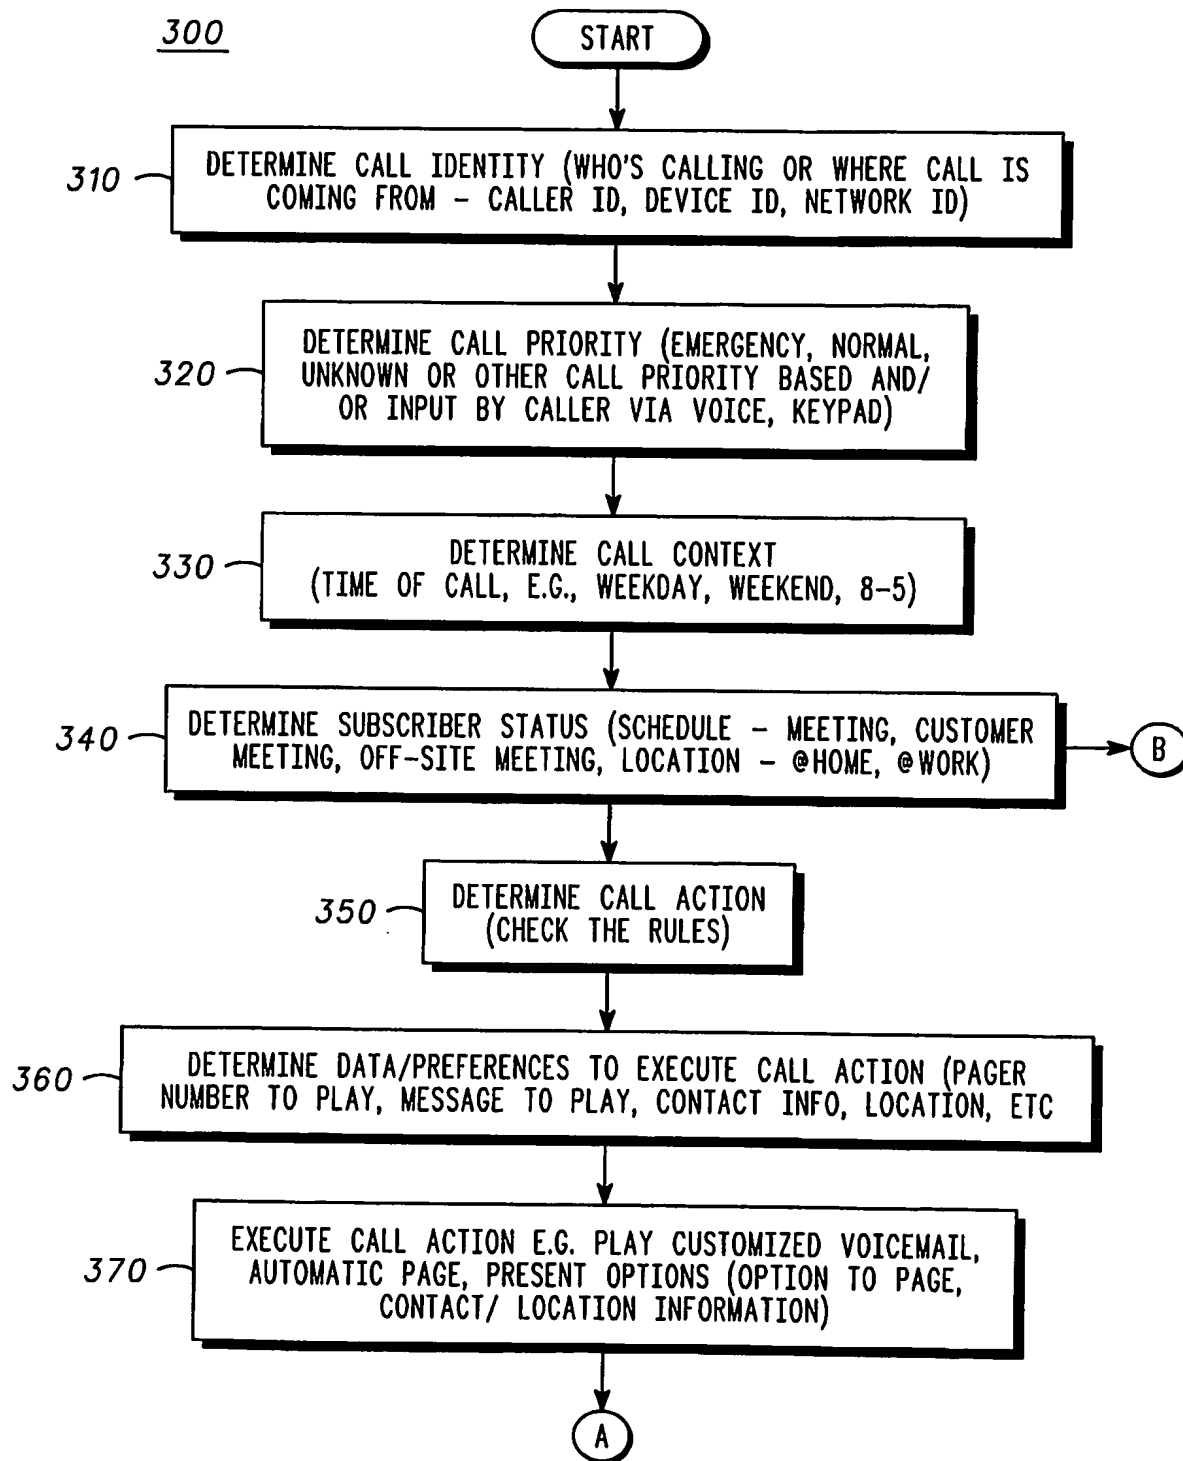 300
START
310
DETERMINE CALL IDENTITY (WHO'S CALLING OR WHERE CALL IS
COMING FROM - CALLER ID, DEVICE ID, NETWORK ID)
320
DETERMINE CALL PRIORITY (EMERGENCY, NORMAL,
UNKNOWN OR OTHER CALL PRIORITY BASED AND/
OR INPUT BY CALLER VIA VOICE, KEYPAD)
330
DETERMINE CALL CONTEXT
(TIME OF CALL, E.G., WEEKDAY, WEEKEND, 8-5)
340
DETERMINE SUBSCRIBER STATUS (SCHEDULE - MEETING, CUSTOMER
MEETING, OFF-SITE MEETING, LOCATION - @HOME, @WORK)
B
350
DETERMINE CALL ACTION
(CHECK THE RULES)
360
DETERMINE DATA/PREFERENCES TO EXECUTE CALL ACTION (PAGER
NUMBER TO PLAY, MESSAGE TO PLAY, CONTACT INFO, LOCATION, ETC
370
EXECUTE CALL ACTION E.G. PLAY CUSTOMIZED VOICEMAIL,
AUTOMATIC PAGE, PRESENT OPTIONS (OPTION TO PAGE,
CONTACT/ LOCATION INFORMATION)
A